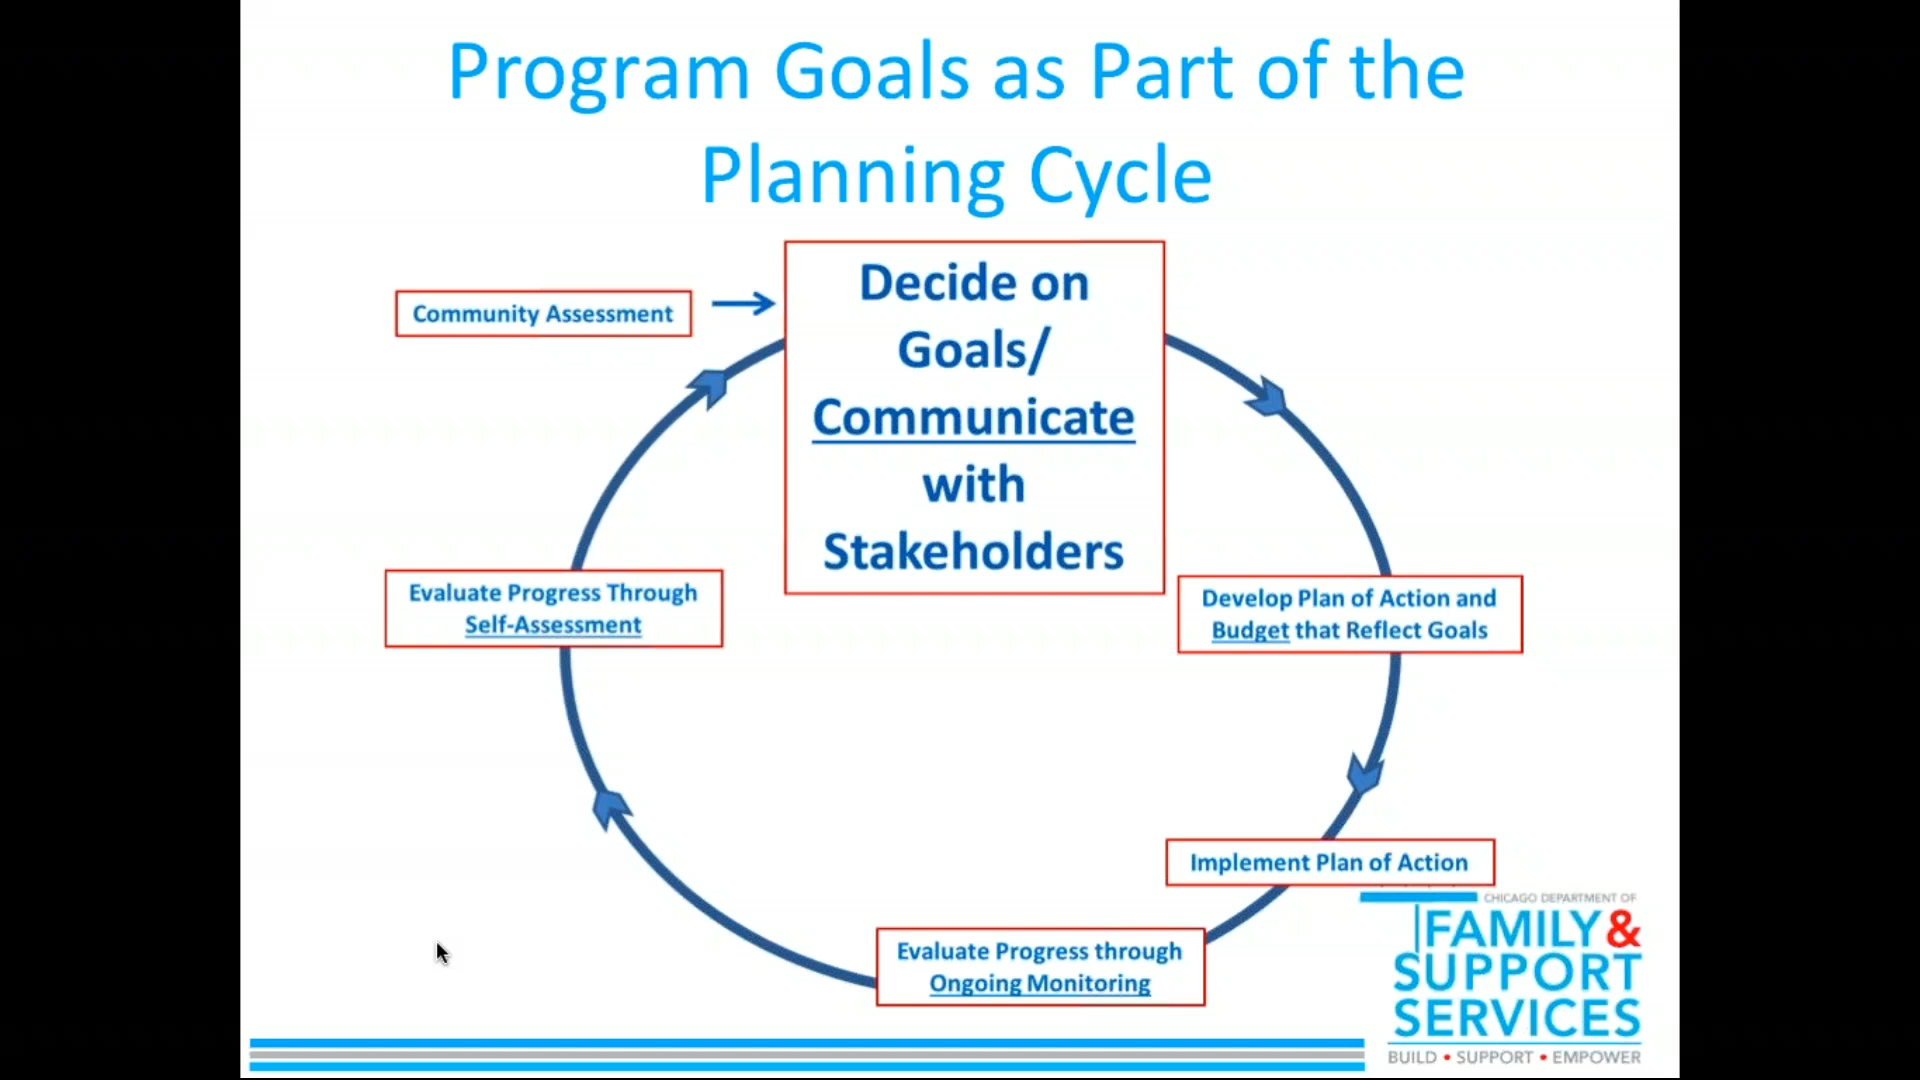 Program Goals as Part of the
Planning Cycle
Community Assessment
Decide on
Goals/
Communicate
with
Stakeholders
Evaluate Progress Through
Self-Assessment
Develop Plan of Action and
Budget that Reflect Goals
Implement Plan of Action
Evaluate Progress through
Ongoing Monitoring
CHICAGO DEPARTMENT OF
FAMILY &
SUPPORT
SERVICES
BUILD • SUPPORT • EMPOWER